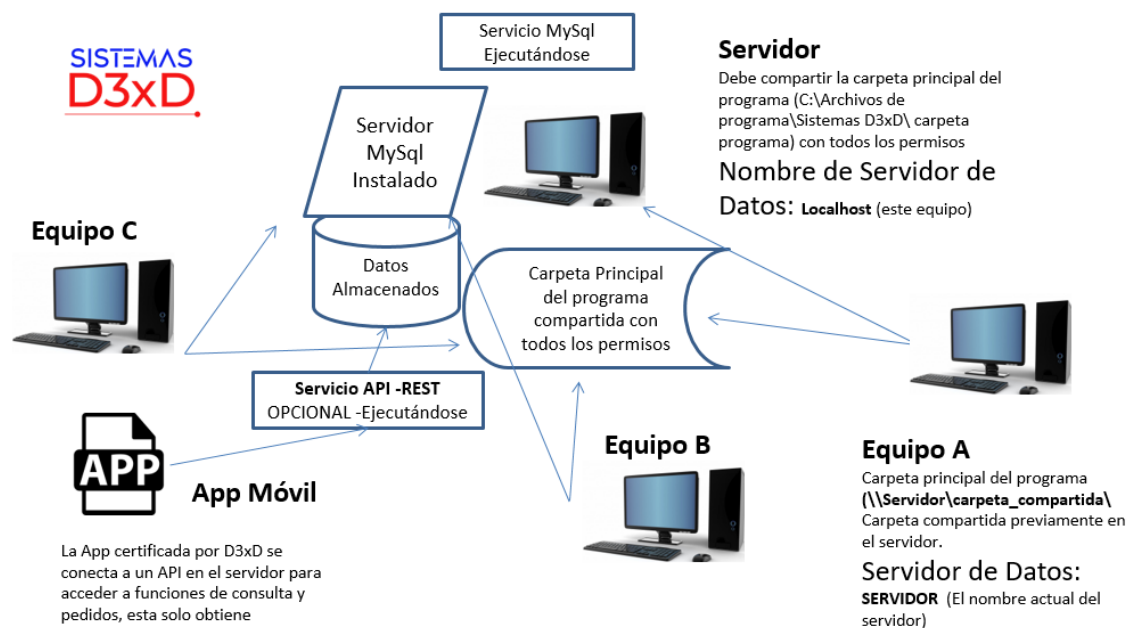 SISTEMAS
D3xD
Servicio MySql
Ejecutándose
Servidor
Debe compartir la carpeta principal del
programa (C:\Archivos de
programa\Sistemas D3xD\ carpeta
programa) con todos los permisos
Nombre de Servidor de
Datos: Localhost (este equipo)
Servidor
MySql
Instalado
Equipo C
Datos
Almacenados
Carpeta Principal
del programa
compartida con
todos los permisos
Servicio API -REST
OPCIONAL -Ejecutándose
APP
App Móvil
La App certificada por D3xD se
conecta a un API en el servidor para
acceder a funciones de consulta y
pedidos, esta solo obtiene
Equipo B
Equipo A
Carpeta principal del programa
(\\Servidor\carpeta_compartida\
Carpeta compartida previamente en
el servidor.
Servidor de Datos:
SERVIDOR (El nombre actual del
servidor)